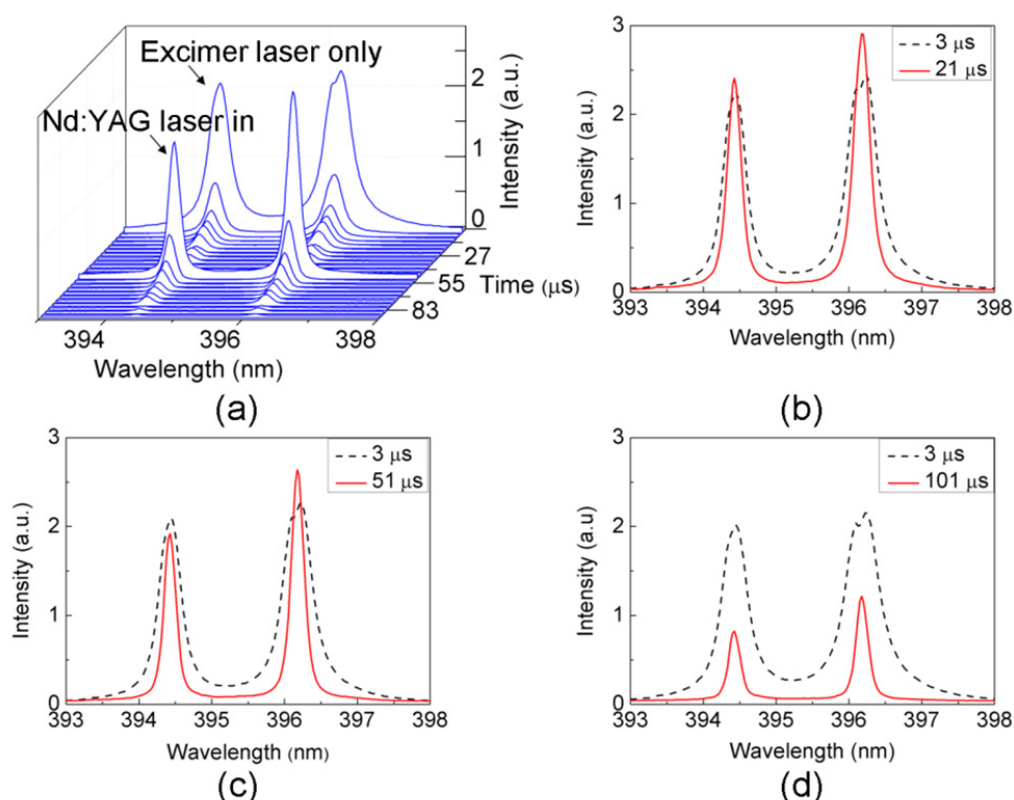 Excimer laser only
Nd:YAG laser in
2
1
0
Intensity (a.u.)
27
55
83
Time (μs)
394
396
398
Wavelength (nm)
(a)
3
2
1
0
Intensity (a.u.)
3 μs
21 μs
393
394
395
396
397
398
Wavelength (nm)
(b)
3
2
1
0
Intensity (a.u.)
3 μs
51 μs
393
394
395
396
397
398
Wavelength (nm)
(c)
3
2
1
0
Intensity (a.u)
3 μs
101 μs
393
394
395
396
397
398
Wavelength (nm)
(d)